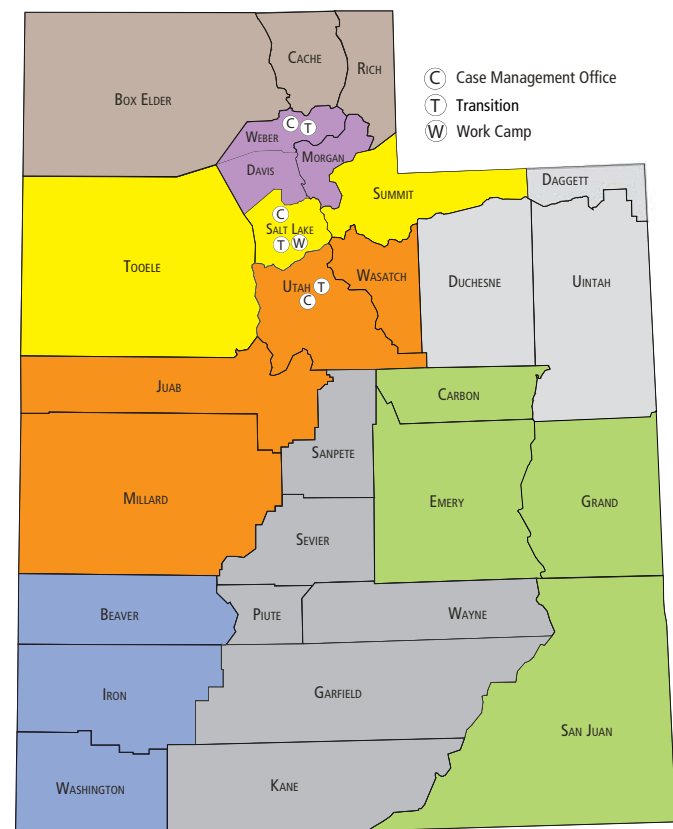 Cache
Rich
Box Elder
C Case Management Office
T Transition
W Work Camp
C T
Weber
Morgan
Davis
Summit
Daggett
C
Salt Lake
T W
Tooele
Wasatch
Utah T
C
Duchesne
Uintah
Juab
Carbon
Sanpete
Millard
Emery
Grand
Sevier
Beaver
Piute
Wayne
Iron
Garfield
San Juan
Washington
Kane